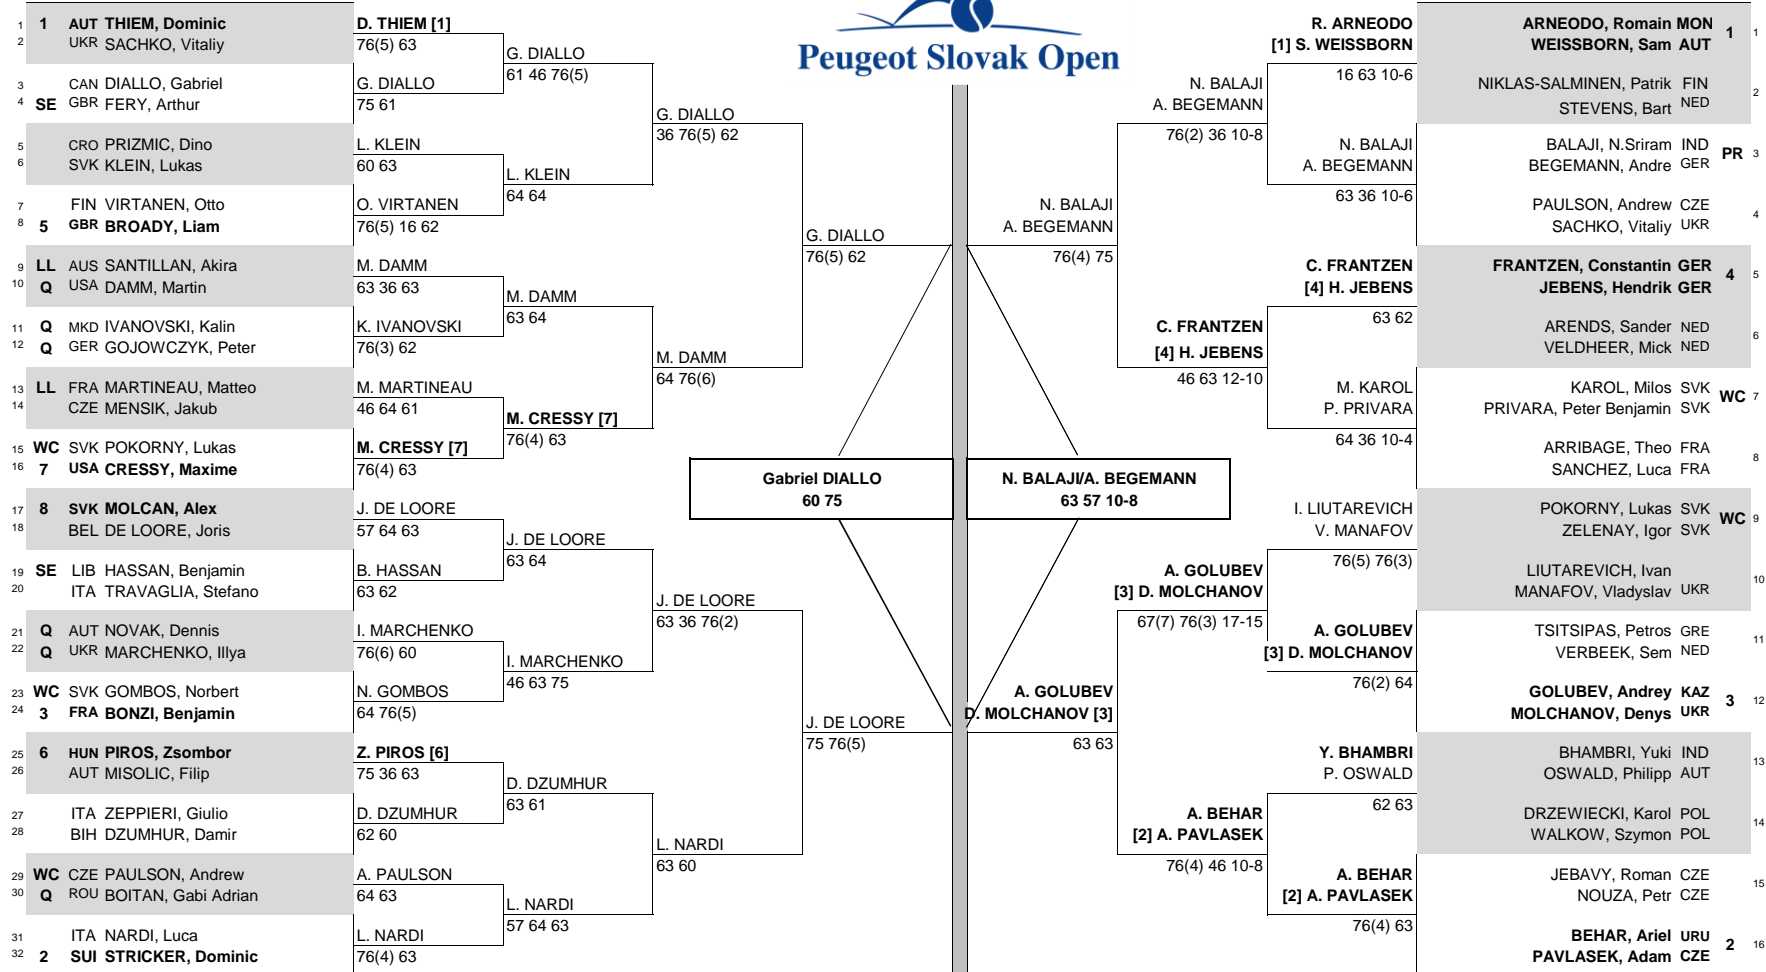 Peugeot Slovak Open
1 1 AUT THIEM, Dominic
2 UKR SACHKO, Vitaliy
3 CAN DIALLO, Gabriel
4 SE GBR FERY, Arthur
5 CRO PRIZMIC, Dino
6 SVK KLEIN, Lukas
7 FIN VIRTANEN, Otto
8 5 GBR BROADY, Liam
9 LL AUS SANTILLAN, Akira
10 Q USA DAMM, Martin
11 Q MKD IVANOVSKI, Kalin
12 Q GER GOJOWCZYK, Peter
13 LL FRA MARTINEAU, Matteo
14 CZE MENSIK, Jakub
15 WC SVK POKORNY, Lukas
16 7 USA CRESSY, Maxime
17 8 SVK MOLCAN, Alex
18 BEL DE LOORE, Joris
19 SE LIB HASSAN, Benjamin
20 ITA TRAVAGLIA, Stefano
21 Q AUT NOVAK, Dennis
22 Q UKR MARCHENKO, Illya
23 WC SVK GOMBOS, Norbert
24 3 FRA BONZI, Benjamin
25 6 HUN PIROS, Zsombor
26 AUT MISOLIC, Filip
27 ITA ZEPPIERI, Giulio
28 BIH DZUMHUR, Damir
29 WC CZE PAULSON, Andrew
30 Q ROU BOITAN, Gabi Adrian
31 ITA NARDI, Luca
32 2 SUI STRICKER, Dominic
D. THIEM [1]
76(5) 63
G. DIALLO
75 61
L. KLEIN
60 63
O. VIRTANEN
76(5) 16 62
M. DAMM
63 36 63
K. IVANOVSKI
76(3) 62
M. MARTINEAU
46 64 61
M. CRESSY [7]
76(4) 63
J. DE LOORE
57 64 63
B. HASSAN
63 62
I. MARCHENKO
76(6) 60
N. GOMBOS
64 76(5)
Z. PIROS [6]
75 36 63
D. DZUMHUR
62 60
A. PAULSON
64 63
L. NARDI
76(4) 63
G. DIALLO
61 46 76(5)
L. KLEIN
64 64
M. DAMM
63 64
M. CRESSY [7]
76(4) 63
J. DE LOORE
63 64
I. MARCHENKO
46 63 75
D. DZUMHUR
63 61
L. NARDI
57 64 63
G. DIALLO
36 76(5) 62
M. DAMM
64 76(6)
J. DE LOORE
63 36 76(2)
L. NARDI
63 60
G. DIALLO
76(5) 62
J. DE LOORE
75 76(5)
Gabriel DIALLO
60 75
N. BALAJI/A. BEGEMANN
63 57 10-8
N. BALAJI
A. BEGEMANN
76(4) 75
A. GOLUBEV
D. MOLCHANOV [3]
63 63
N. BALAJI
A. BEGEMANN
76(2) 36 10-8
C. FRANTZEN
[4] H. JEBENS
46 63 12-10
A. GOLUBEV
[3] D. MOLCHANOV
67(7) 76(3) 17-15
A. BEHAR
[2] A. PAVLASEK
76(4) 46 10-8
R. ARNEODO
[1] S. WEISSBORN
16 63 10-6
N. BALAJI
A. BEGEMANN
63 36 10-6
C. FRANTZEN
[4] H. JEBENS
63 62
M. KAROL
P. PRIVARA
64 36 10-4
I. LIUTAREVICH
V. MANAFOV
76(5) 76(3)
A. GOLUBEV
[3] D. MOLCHANOV
76(2) 64
Y. BHAMBRI
P. OSWALD
62 63
A. BEHAR
[2] A. PAVLASEK
76(4) 63
ARNEODO, Romain MON 1 1
WEISSBORN, Sam AUT
NIKLAS-SALMINEN, Patrik FIN 2
STEVENS, Bart NED
BALAJI, N.Sriram IND PR 3
BEGEMANN, Andre GER
PAULSON, Andrew CZE 4
SACHKO, Vitaliy UKR
FRANTZEN, Constantin GER 4 5
JEBENS, Hendrik GER
ARENDS, Sander NED 6
VELDHEER, Mick NED
KAROL, Milos SVK WC 7
PRIVARA, Peter Benjamin SVK
ARRIBAGE, Theo FRA 8
SANCHEZ, Luca FRA
POKORNY, Lukas SVK WC 9
ZELENAY, Igor SVK
LIUTAREVICH, Ivan 10
MANAFOV, Vladyslav UKR
TSITSIPAS, Petros GRE 11
VERBEEK, Sem NED
GOLUBEV, Andrey KAZ 3 12
MOLCHANOV, Denys UKR
BHAMBRI, Yuki IND 13
OSWALD, Philipp AUT
DRZEWIECKI, Karol POL 14
WALKOW, Szymon POL
JEBAVY, Roman CZE 15
NOUZA, Petr CZE
BEHAR, Ariel URU 2 16
PAVLASEK, Adam CZE